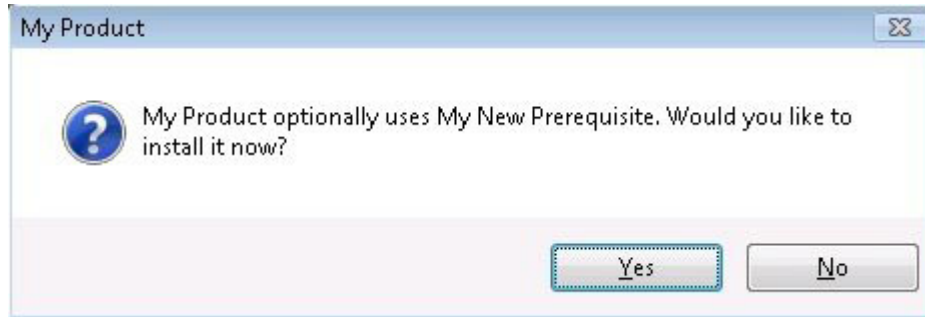 My Product
My Product optionally uses My New Prerequisite. Would you like to
install it now?
Yes
No